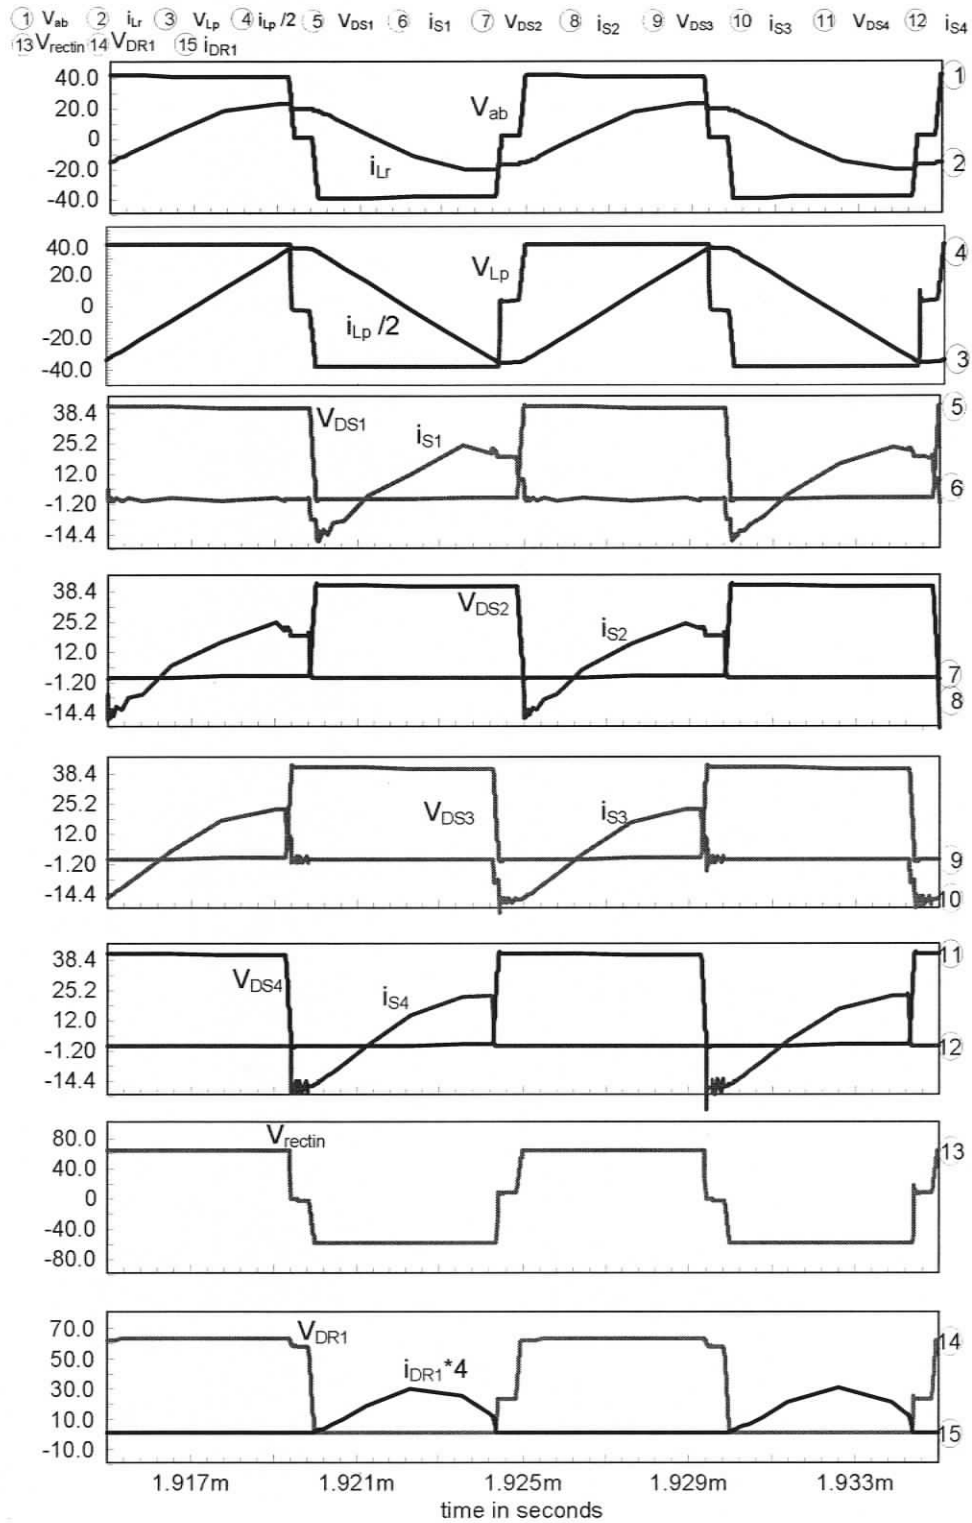 1 Vab 2 iLr 3 VLp 4 iLp /2 5 VDS1 6 iS1 7 VDS2 8 iS2 9 VDS3 10 iS3 11 VDS4 12 iS4
13 Vrectin 14 VDR1 15 iDR1
40.0
20.0
0
-20.0
-40.0
Vab
iLr
1
2
40.0
20.0
0
-20.0
-40.0
VLp
iLp /2
4
3
38.4
25.2
12.0
-1.20
-14.4
VDS1
iS1
5
6
38.4
25.2
12.0
-1.20
-14.4
VDS2
iS2
7
8
38.4
25.2
12.0
-1.20
-14.4
VDS3
iS3
9
10
38.4
25.2
12.0
-1.20
-14.4
VDS4
iS4
11
12
80.0
40.0
0
-40.0
-80.0
Vrectin
13
70.0
50.0
30.0
10.0
-10.0
VDR1
iDR1*4
14
15
1.917m 1.921m 1.925m 1.929m 1.933m
time in seconds